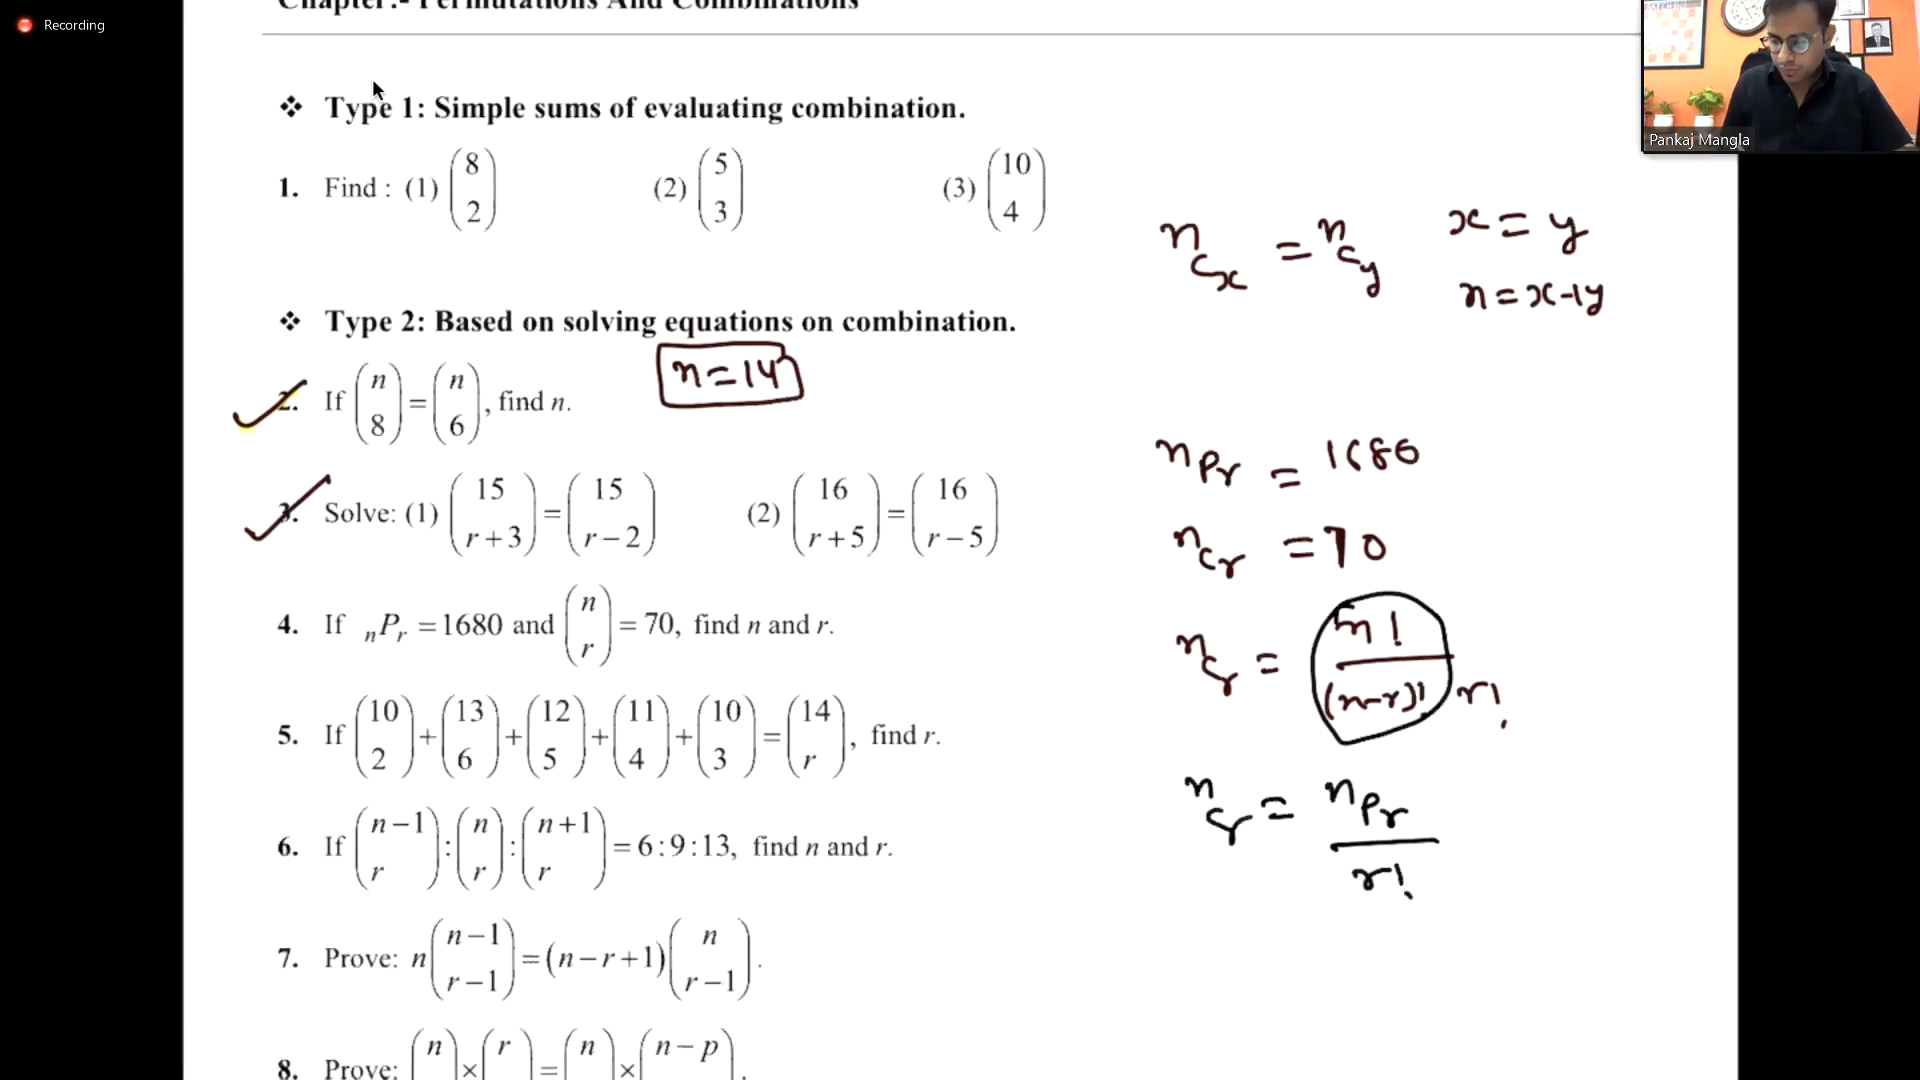 Recording
Chapter:- Permutations And Combinations
Pankaj Mangla
❖ Type 1: Simple sums of evaluating combination.
1. Find : (1) (8 2) (2) (5 3) (3) (10 4)
nCx = nCy x = y
n = x+y
❖ Type 2: Based on solving equations on combination.
n=14
2. If (n 8) = (n 6), find n.
nPr = 1680
3. Solve: (1) (15 r+3) = (15 r−2) (2) (16 r+5) = (16 r−5)
nCr = 70
4. If nPr = 1680 and (n r) = 70, find n and r.
nCr = n! / (n-r)! r!
5. If (10 2) + (13 6) + (12 5) + (11 4) + (10 3) = (14 r), find r.
nCr = nPr / r!
6. If (n−1 r) : (n r) : (n+1 r) = 6:9:13, find n and r.
7. Prove: n(n−1 r−1) = (n−r+1)(n r−1).
8. Prove: (n × (r = (n × (n−p .